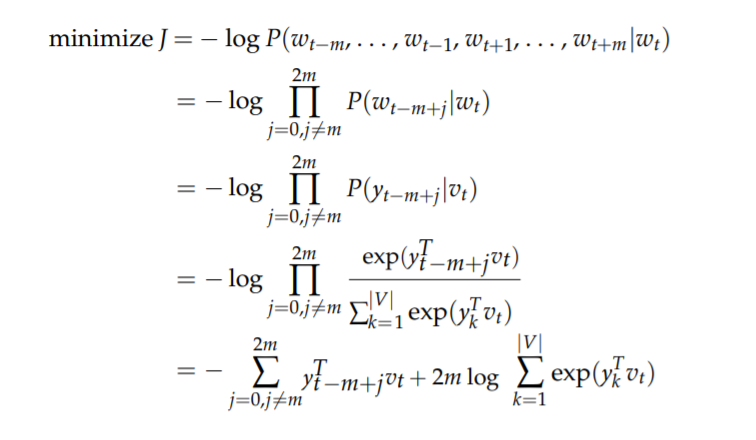 minimize J = − log P(w_{t−m}, . . . , w_{t−1}, w_{t+1}, . . . , w_{t+m}|w_t)
= − log ∏_{j=0,j≠m}^{2m} P(w_{t−m+j}|w_t)
= − log ∏_{j=0,j≠m}^{2m} P(y_{t−m+j}|v_t)
= − log ∏_{j=0,j≠m}^{2m} exp(y_{t−m+j}^T v_t) / ∑_{k=1}^{|V|} exp(y_k^T v_t)
= − ∑_{j=0,j≠m}^{2m} y_{t−m+j}^T v_t + 2m log ∑_{k=1}^{|V|} exp(y_k^T v_t)